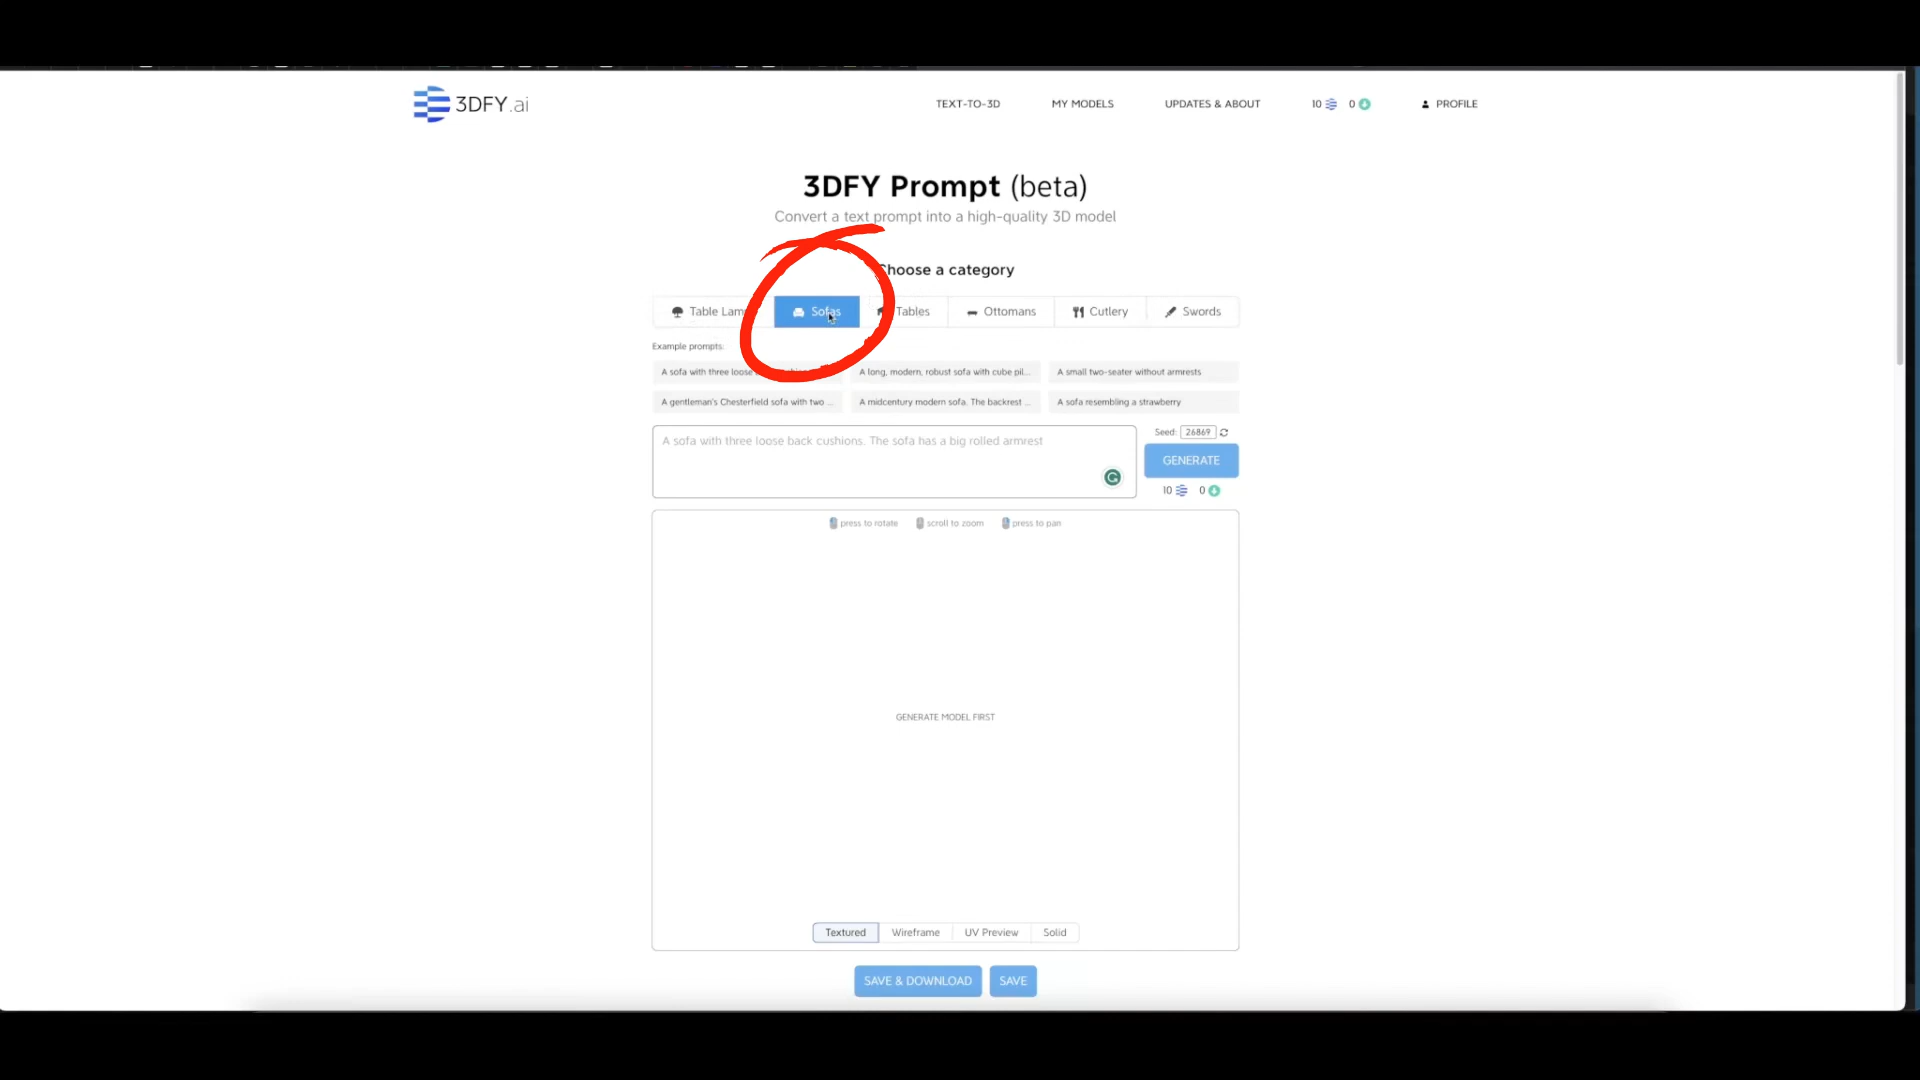 3DFY.ai
TEXT-TO-3D
MY MODELS
UPDATES & ABOUT
10
0
PROFILE
3DFY Prompt (beta)
Convert a text prompt into a high-quality 3D model
Choose a category
Table Lam
Sofas
Tables
Ottomans
Cutlery
Swords
Example prompts:
A sofa with three loose
A long, modern, robust sofa with cube pil...
A small two-seater without armrests
A gentleman's Chesterfield sofa with two ...
A midcentury modern sofa. The backrest ...
A sofa resembling a strawberry
A sofa with three loose back cushions. The sofa has a big rolled armrest
Seed: 26869
GENERATE
10
0
press to rotate
scroll to zoom
press to pan
GENERATE MODEL FIRST
Textured
Wireframe
UV Preview
Solid
SAVE & DOWNLOAD
SAVE